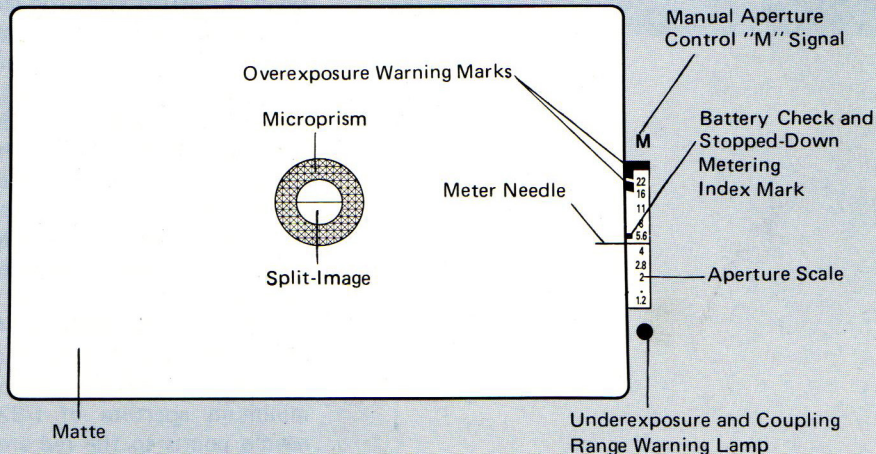 Manual Aperture
Control "M" Signal
Overexposure Warning Marks
Microprism
Battery Check and
Stopped-Down
Metering
Index Mark
M
Meter Needle
22
16
11
8
5.6
4
2.8
2
•
1.2
Aperture Scale
Split-Image
Matte
Underexposure and Coupling
Range Warning Lamp